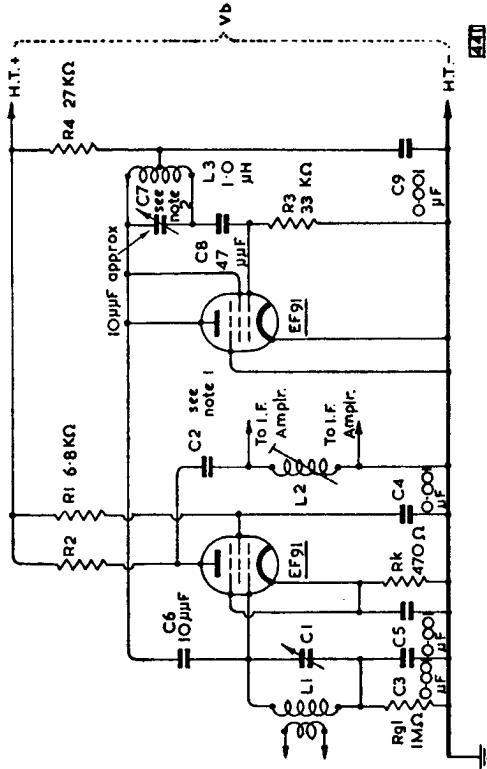 Vb
H.T.+
H.T.-
R4 27 KΩ
R1 6·8KΩ
R2
10μμF approx
C7
see
note
2
L3
1·0
μH
C8
47
μμF
R3
33
KΩ
C9
0·001
μF
EF91
see
note 1
C2
To I.F.
Amplr.
To I.F.
Amplr.
L2
C6
10μμF
EF91
C4
0·001
μF
Rk
470Ω
C1
L1
C5
0·001
μF
C3
0·001
μF
Rg1
1MΩ
441